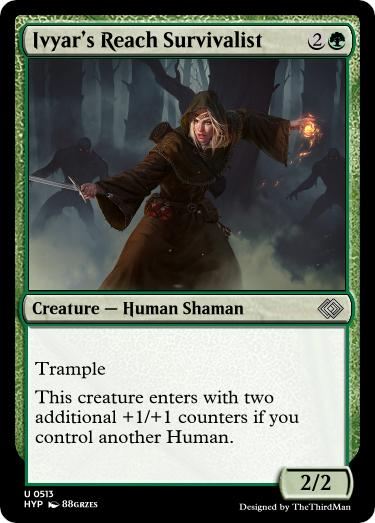 Ivyar's Reach Survivalist 2
Creature — Human Shaman
Trample
This creature enters with two
additional +1/+1 counters if you
control another Human.
2/2
U 0513
HYP 88GRZES
Designed by TheThirdMan